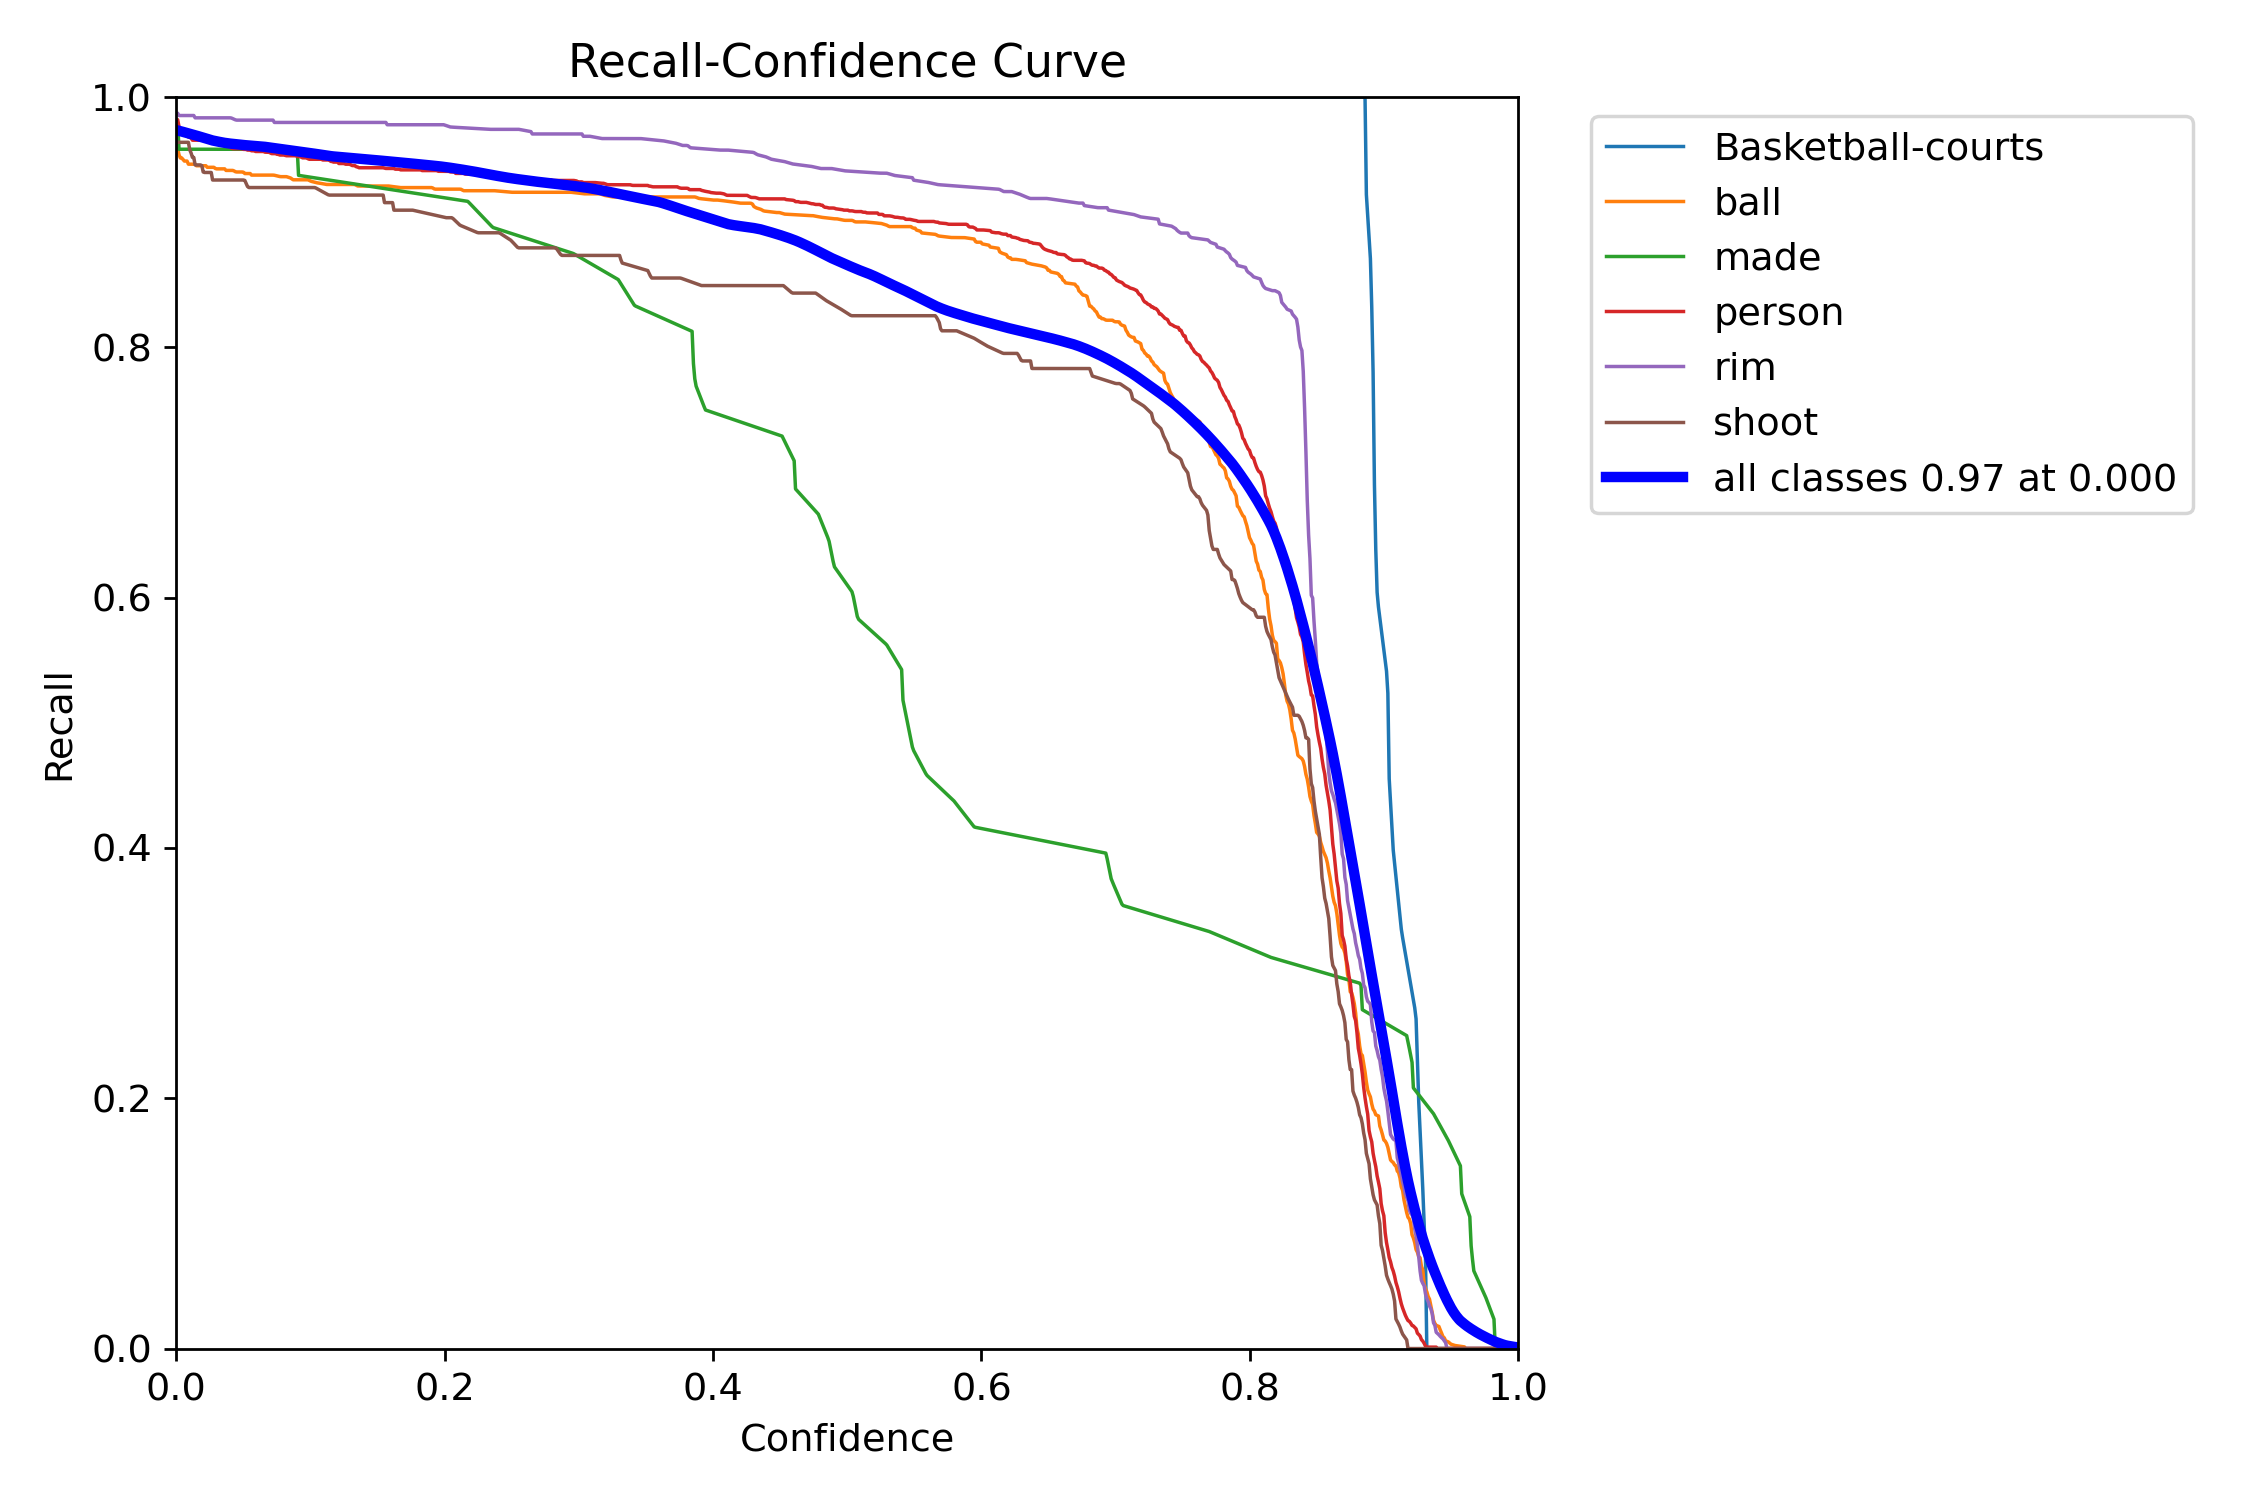 Recall-Confidence Curve
1.0
0.8
0.6
0.4
0.2
0.0
Recall
0.0 0.2 0.4 0.6 0.8 1.0
Confidence
Basketball-courts
ball
made
person
rim
shoot
all classes 0.97 at 0.000